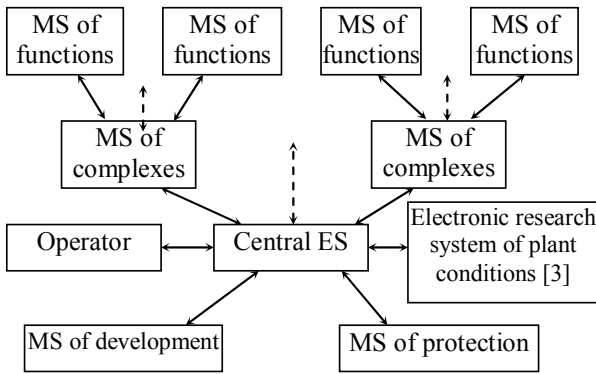 MS of
functions
MS of
functions
MS of
functions
MS of
functions
MS of
complexes
MS of
complexes
Operator
Central ES
Electronic research
system of plant
conditions [3]
MS of development
MS of protection